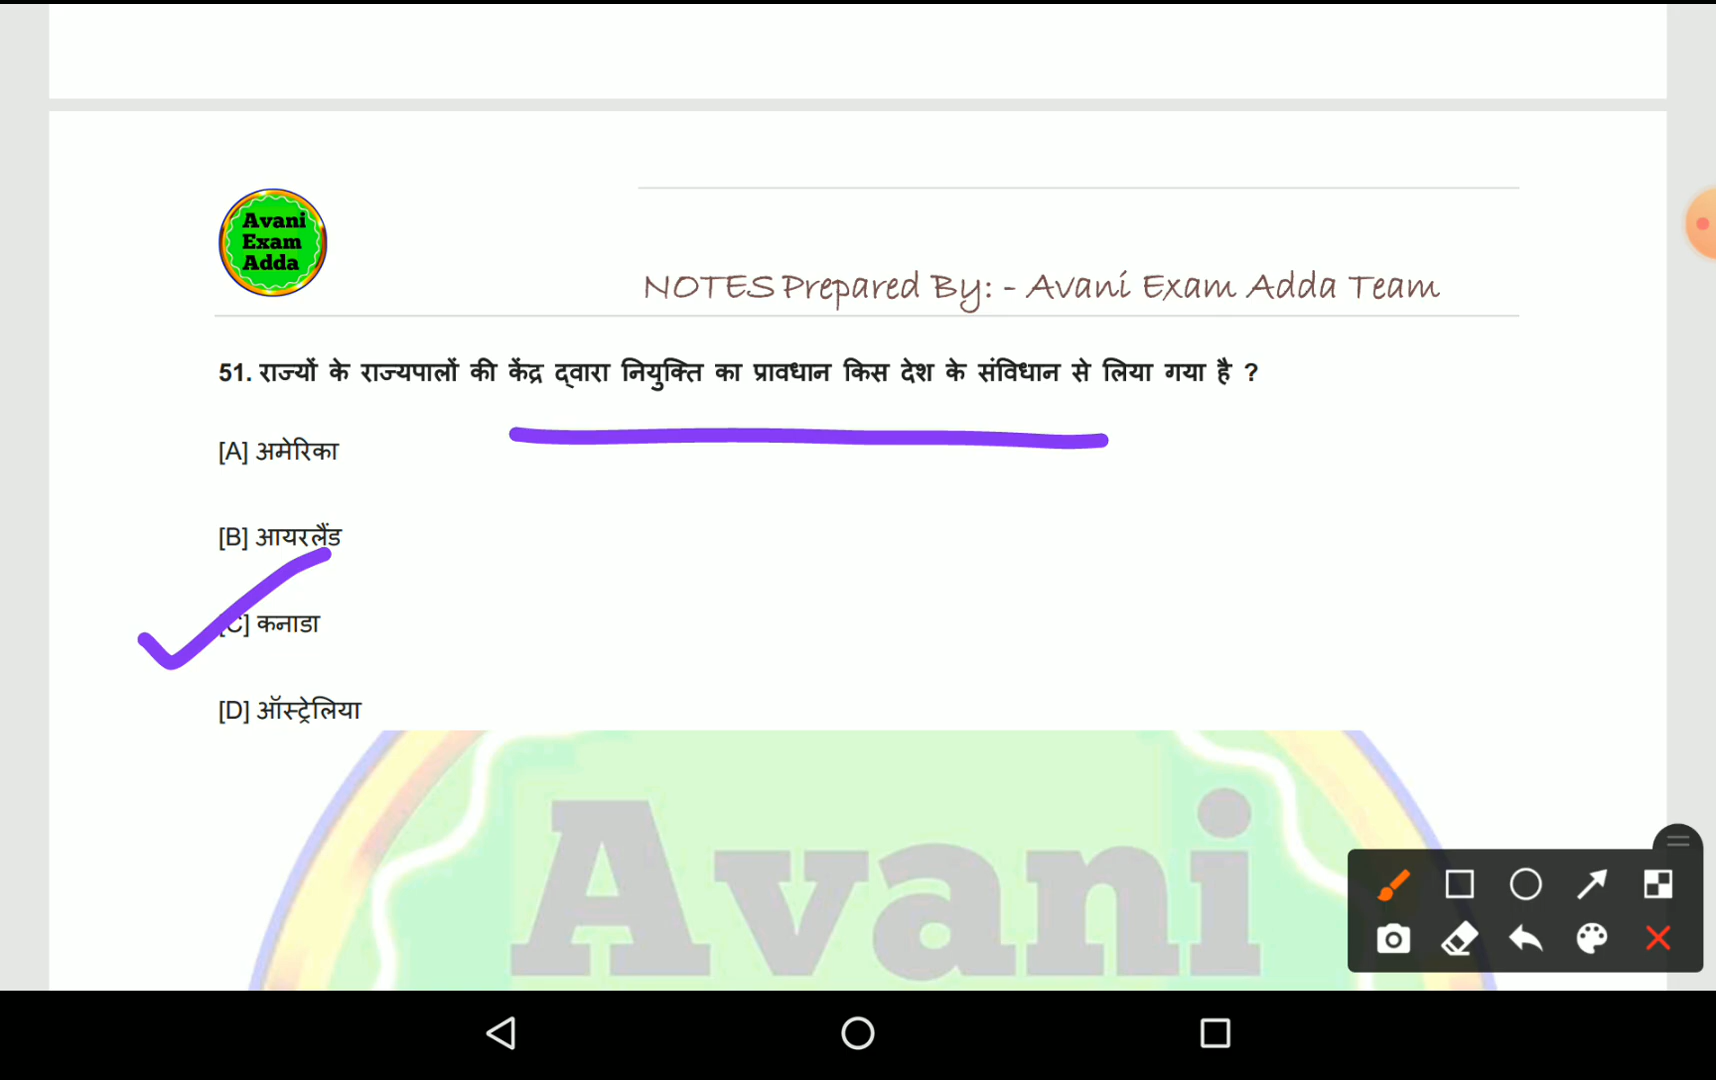 Avani
Exam
Adda
NOTES Prepared By: - Avani Exam Adda Team
51. राज्यों के राज्यपालों की केंद्र द्वारा नियुक्ति का प्रावधान किस देश के संविधान से लिया गया है ?
[A] अमेरिका
[B] आयरलैंड
[C] कनाडा
[D] ऑस्ट्रेलिया
Avani